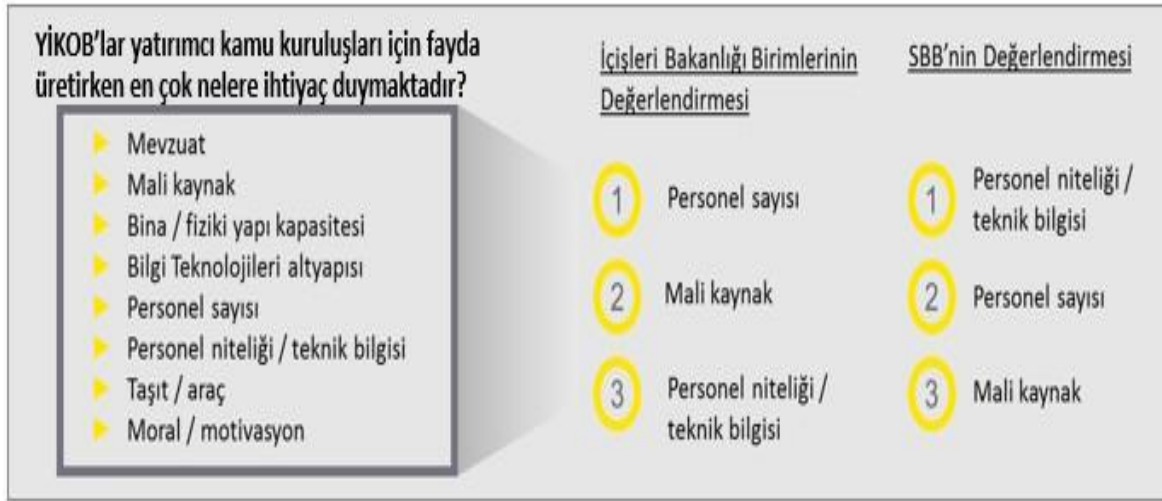 YİKOB'lar yatırımcı kamu kuruluşları için fayda
üretirken en çok nelere ihtiyaç duymaktadır?
Mevzuat
Mali kaynak
Bina / fiziki yapı kapasitesi
Bilgi Teknolojileri altyapısı
Personel sayısı
Personel niteliği / teknik bilgisi
Taşıt / araç
Moral / motivasyon
İçişleri Bakanlığı Birimlerinin
Değerlendirmesi
1 Personel sayısı
2 Mali kaynak
3 Personel niteliği /
teknik bilgisi
SBB'nin Değerlendirmesi
1 Personel niteliği /
teknik bilgisi
2 Personel sayısı
3 Mali kaynak